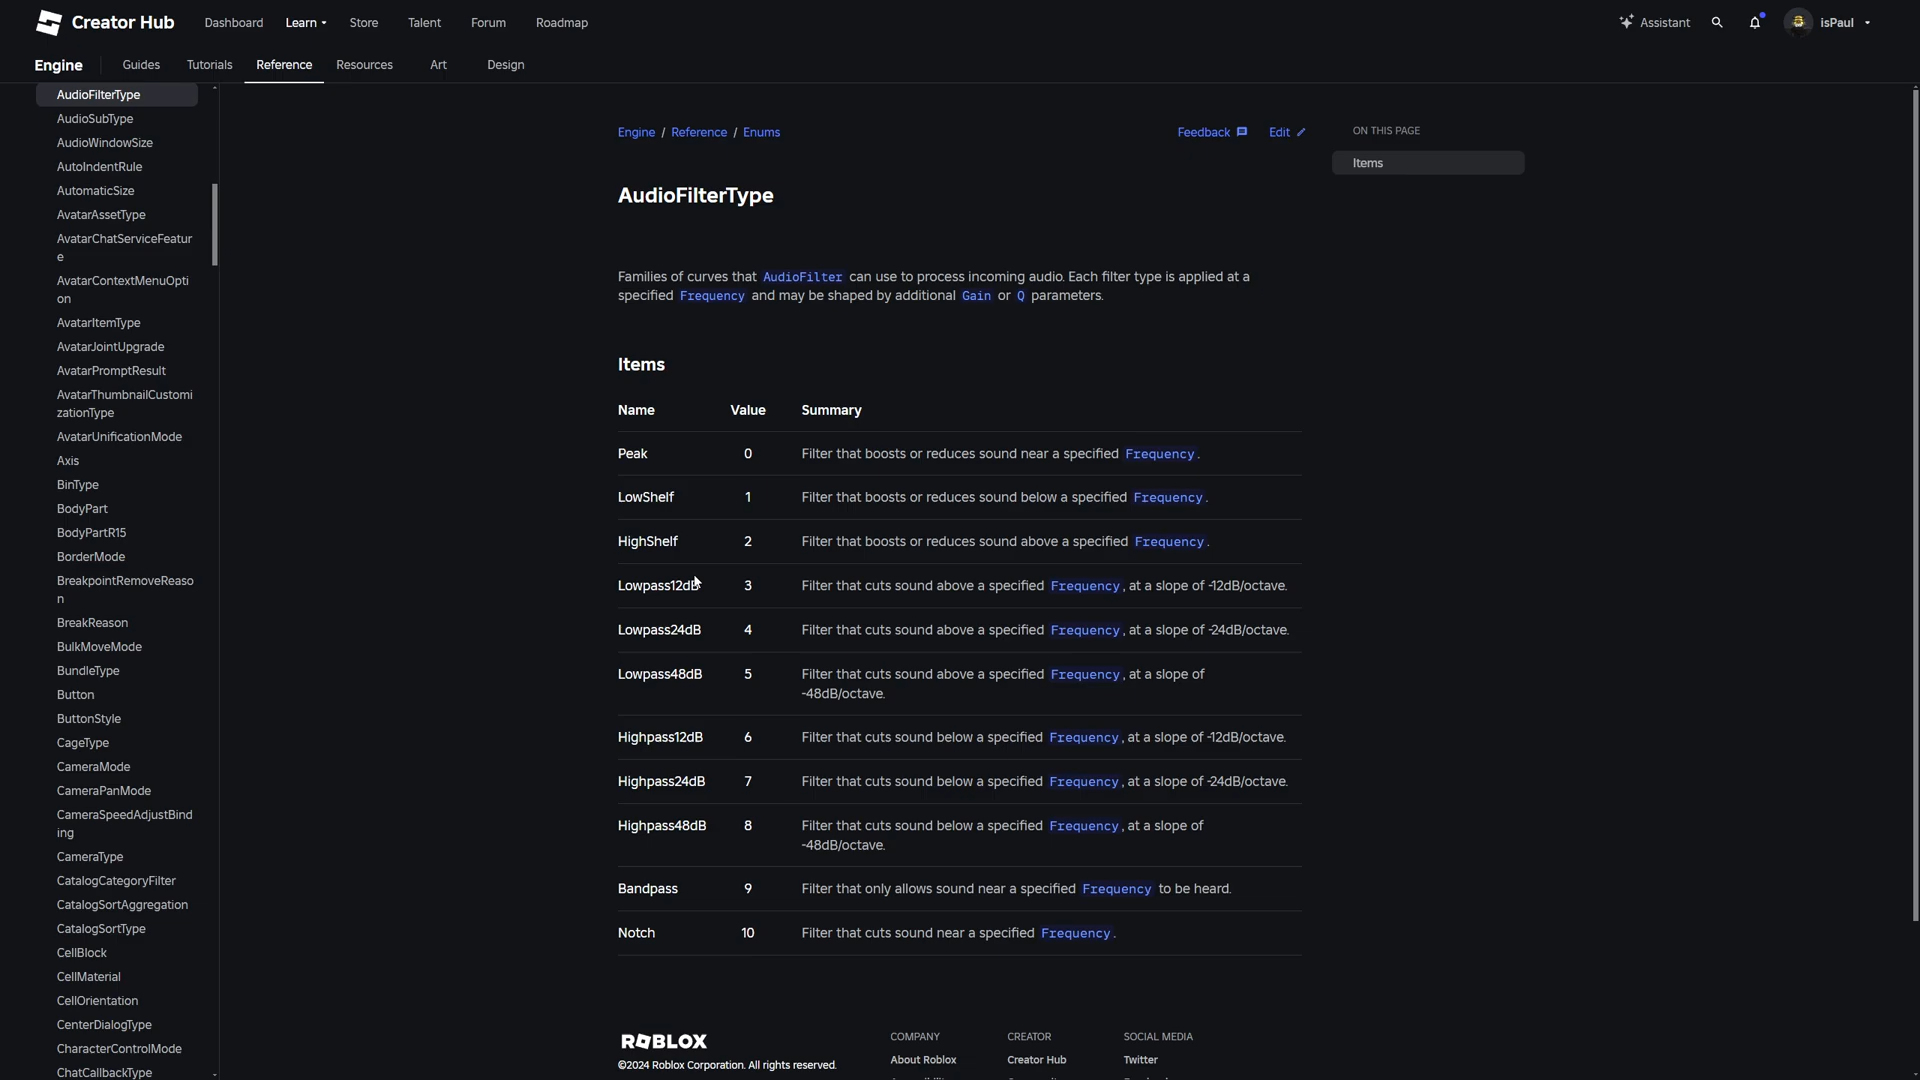 Creator Hub
Dashboard
Learn
Store
Talent
Forum
Roadmap
Assistant
isPaul
Engine
Guides
Tutorials
Reference
Resources
Art
Design
AudioFilterType
AudioSubType
AudioWindowSize
AutoIndentRule
AutomaticSize
AvatarAssetType
AvatarChatServiceFeatur
e
AvatarContextMenuOpti
on
AvatarItemType
AvatarJointUpgrade
AvatarPromptResult
AvatarThumbnailCustomi
zationType
AvatarUnificationMode
Axis
BinType
BodyPart
BodyPartR15
BorderMode
BreakpointRemoveReaso
n
BreakReason
BulkMoveMode
BundleType
Button
ButtonStyle
CageType
CameraMode
CameraPanMode
CameraSpeedAdjustBind
ing
CameraType
CatalogCategoryFilter
CatalogSortAggregation
CatalogSortType
CellBlock
CellMaterial
CellOrientation
CenterDialogType
CharacterControlMode
ChatCallbackType
Engine / Reference / Enums
Feedback
Edit
AudioFilterType
Families of curves that AudioFilter can use to process incoming audio. Each filter type is applied at a
specified Frequency and may be shaped by additional Gain or Q parameters.
Items
Name Value Summary
Peak 0 Filter that boosts or reduces sound near a specified Frequency.
LowShelf 1 Filter that boosts or reduces sound below a specified Frequency.
HighShelf 2 Filter that boosts or reduces sound above a specified Frequency.
Lowpass12dB 3 Filter that cuts sound above a specified Frequency, at a slope of -12dB/octave.
Lowpass24dB 4 Filter that cuts sound above a specified Frequency, at a slope of -24dB/octave.
Lowpass48dB 5 Filter that cuts sound above a specified Frequency, at a slope of
-48dB/octave.
Highpass12dB 6 Filter that cuts sound below a specified Frequency, at a slope of -12dB/octave.
Highpass24dB 7 Filter that cuts sound below a specified Frequency, at a slope of -24dB/octave.
Highpass48dB 8 Filter that cuts sound below a specified Frequency, at a slope of
-48dB/octave.
Bandpass 9 Filter that only allows sound near a specified Frequency to be heard.
Notch 10 Filter that cuts sound near a specified Frequency.
ON THIS PAGE
Items
ROBLOX
©2024 Roblox Corporation. All rights reserved.
COMPANY
About Roblox
CREATOR
Creator Hub
SOCIAL MEDIA
Twitter